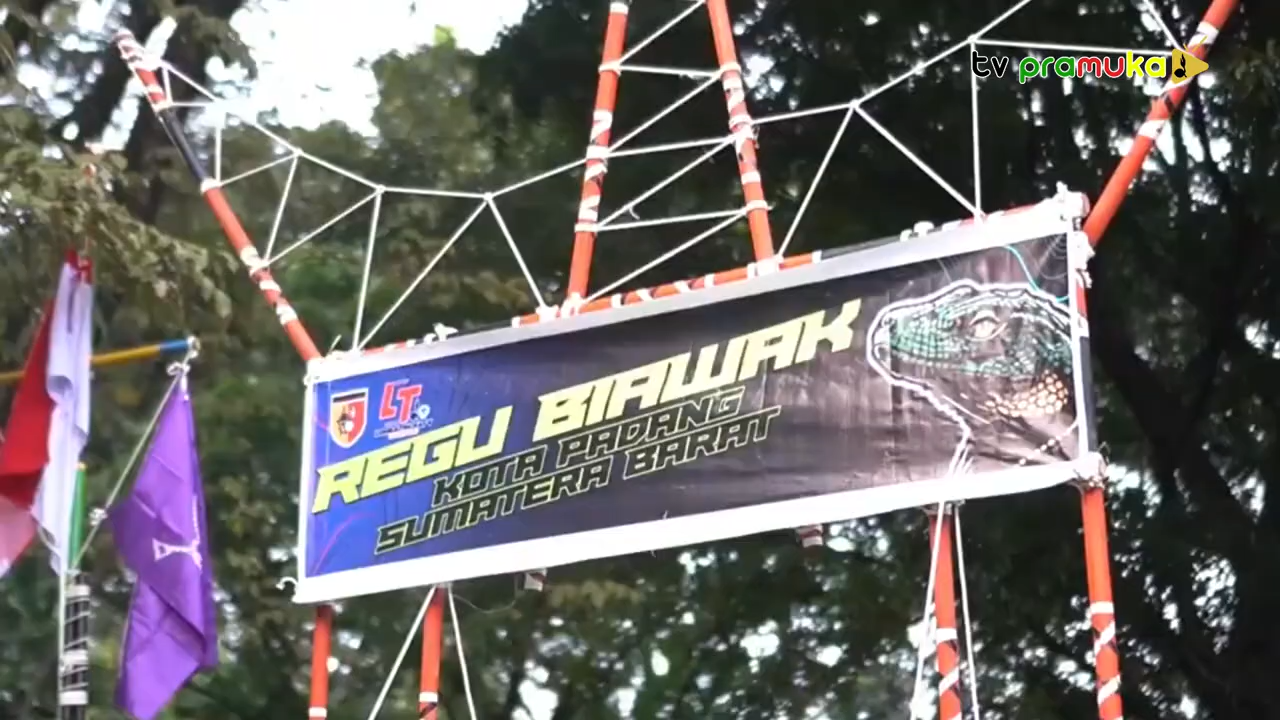 tv pramuka
LT
REGU BIAWAK
KOTA PADANG
SUMATERA BARAT